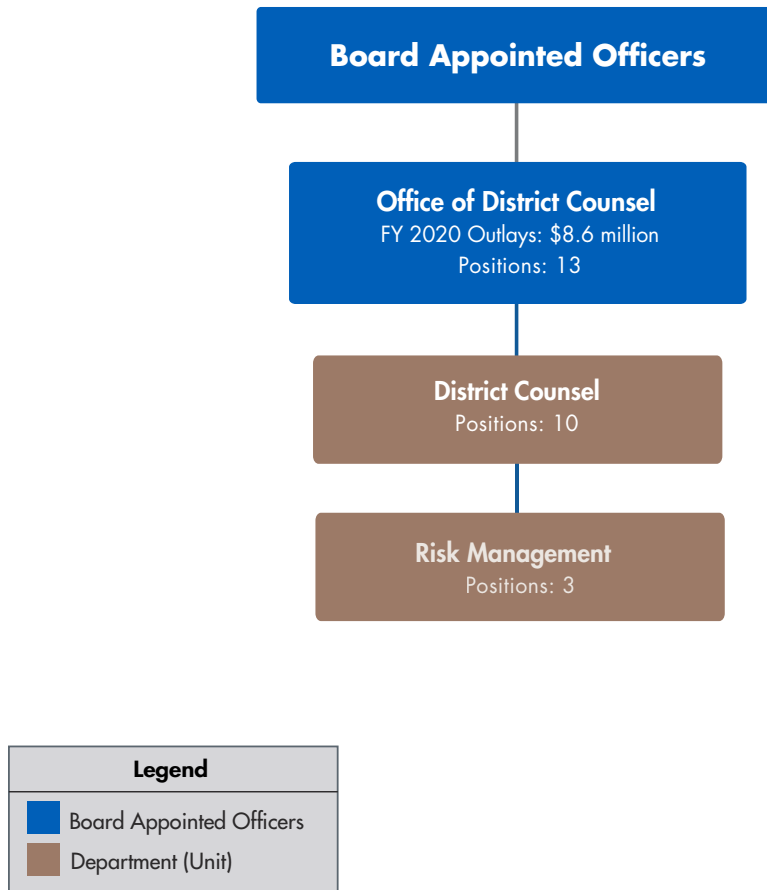 Board Appointed Officers
Office of District Counsel
FY 2020 Outlays: $8.6 million
Positions: 13
District Counsel
Positions: 10
Risk Management
Positions: 3
Legend
Board Appointed Officers
Department (Unit)